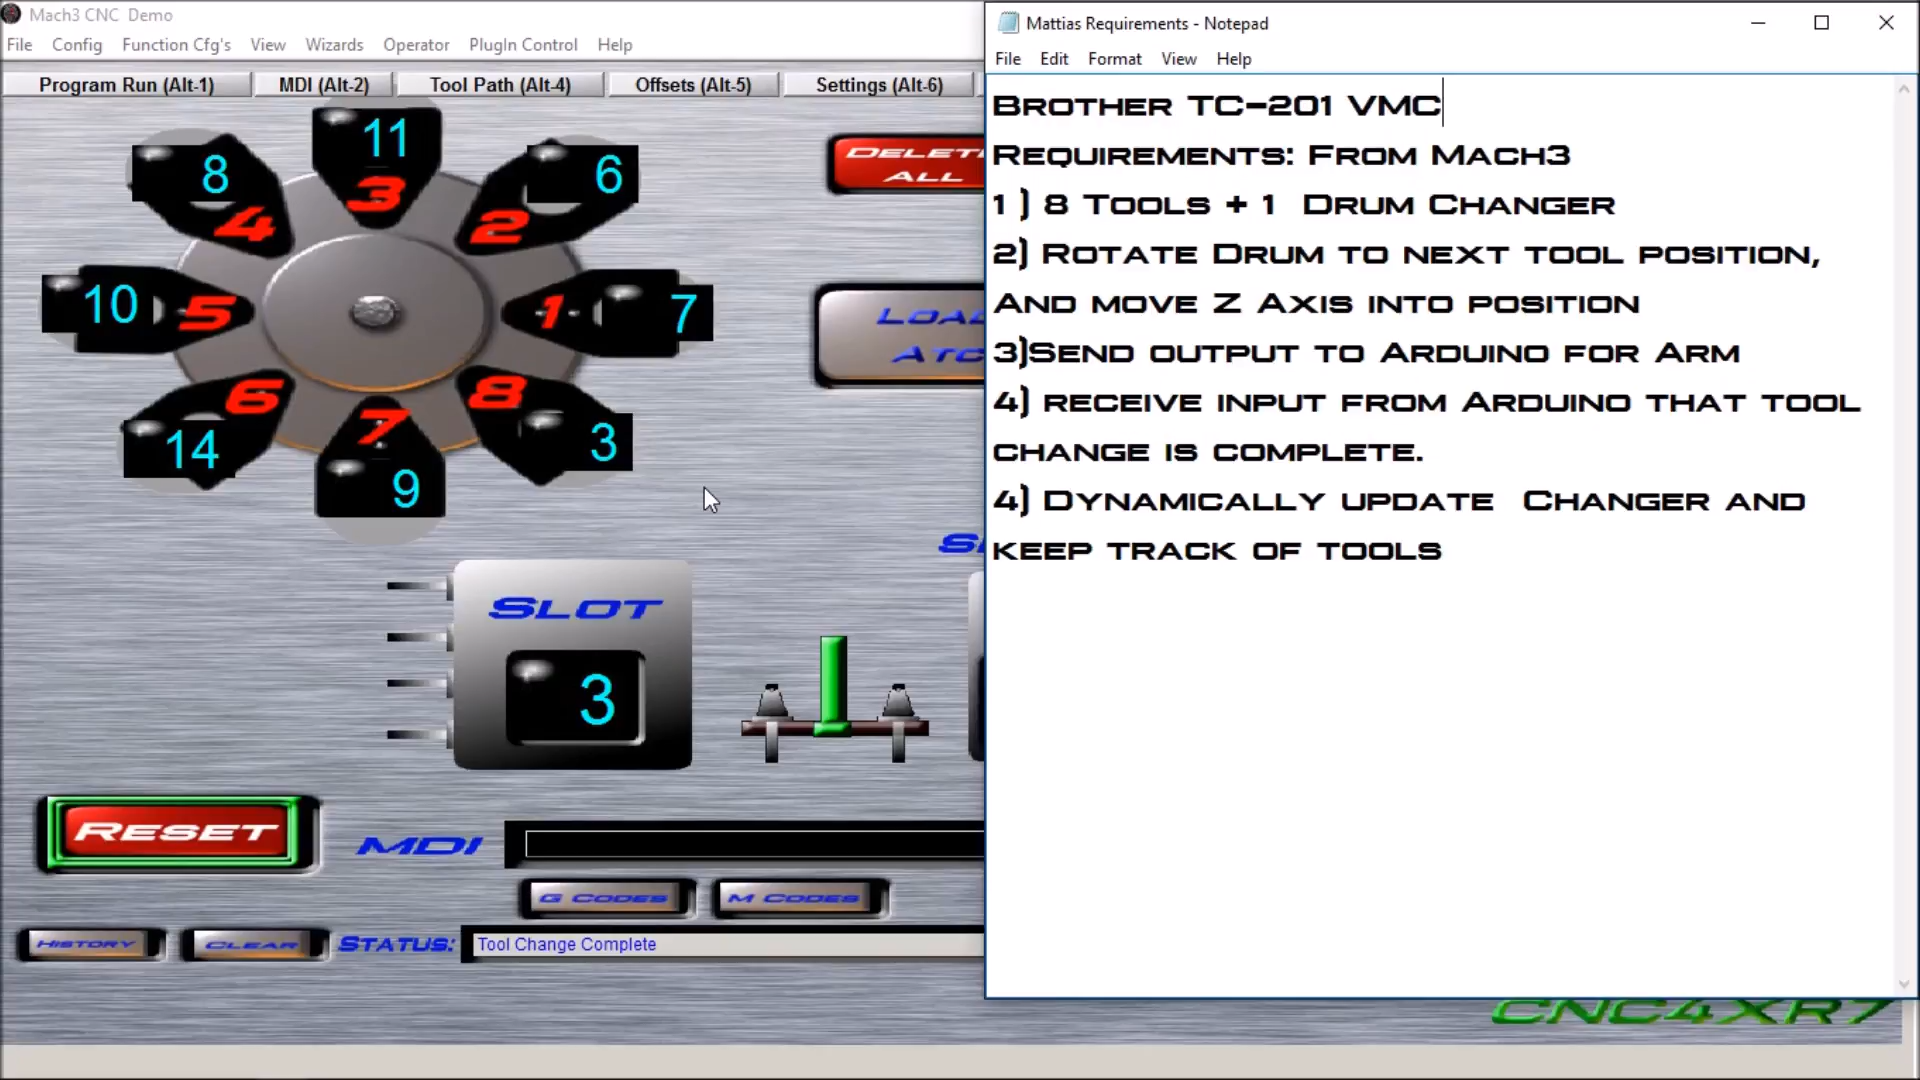 Mach3 CNC Demo
File Config Function Cfg's View Wizards Operator PlugIn Control Help
Program Run (Alt-1) MDI (Alt-2) Tool Path (Alt-4) Offsets (Alt-5) Settings (Alt-6)
11
8
6
3
4
2
10
5
1
7
6
8
14
7
3
9
ALL
SLOT
3
RESET
MDI
G CODES M CODES
HISTORY CLEAR STATUS: Tool Change Complete
Mattias Requirements - Notepad
File Edit Format View Help
BROTHER TC-201 VMC
REQUIREMENTS: FROM MACH3
1 ) 8 TOOLS + 1 DRUM CHANGER
2) ROTATE DRUM TO NEXT TOOL POSITION,
AND MOVE Z AXIS INTO POSITION
3)SEND OUTPUT TO ARDUINO FOR ARM
4) RECEIVE INPUT FROM ARDUINO THAT TOOL
CHANGE IS COMPLETE.
4) DYNAMICALLY UPDATE CHANGER AND
KEEP TRACK OF TOOLS
CNC4XR7